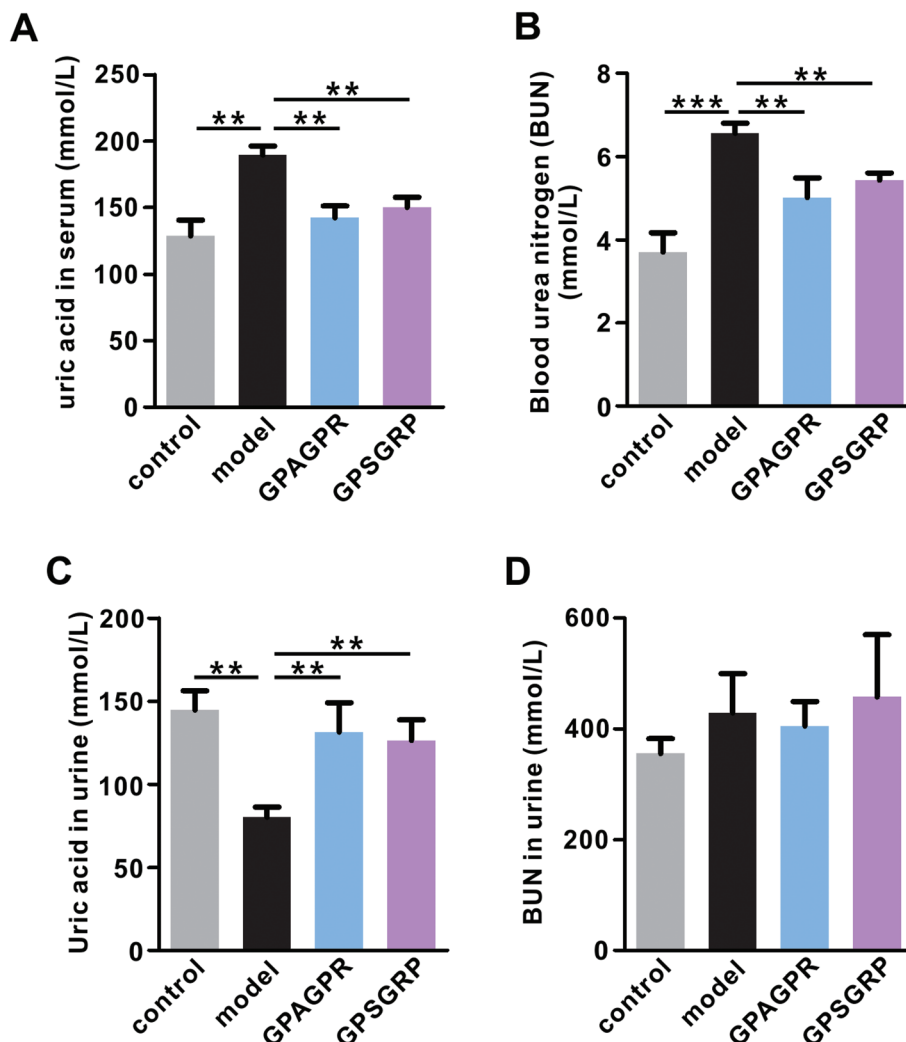 A
uric acid in serum (mmol/L)
250
200
150
100
50
0
** ** **
control model GPAGPR GPSGRP
B
Blood urea nitrogen (BUN)
(mmol/L)
8
6
4
2
0
*** ** **
control model GPAGPR GPSGRP
C
Uric acid in urine (mmol/L)
200
150
100
50
0
** ** **
control model GPAGPR GPSGRP
D
BUN in urine (mmol/L)
600
400
200
0
control model GPAGPR GPSGRP